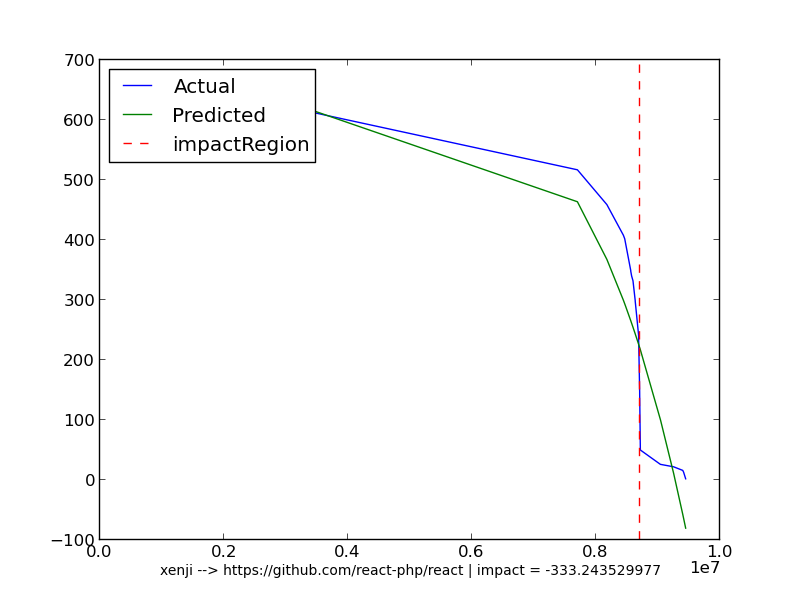 700
600
500
400
300
200
100
0
−100
Actual
Predicted
impactRegion
0.0 0.2 0.4 0.6 0.8 1.0
1e7
xenji --> https://github.com/react-php/react | impact = -333.243529977